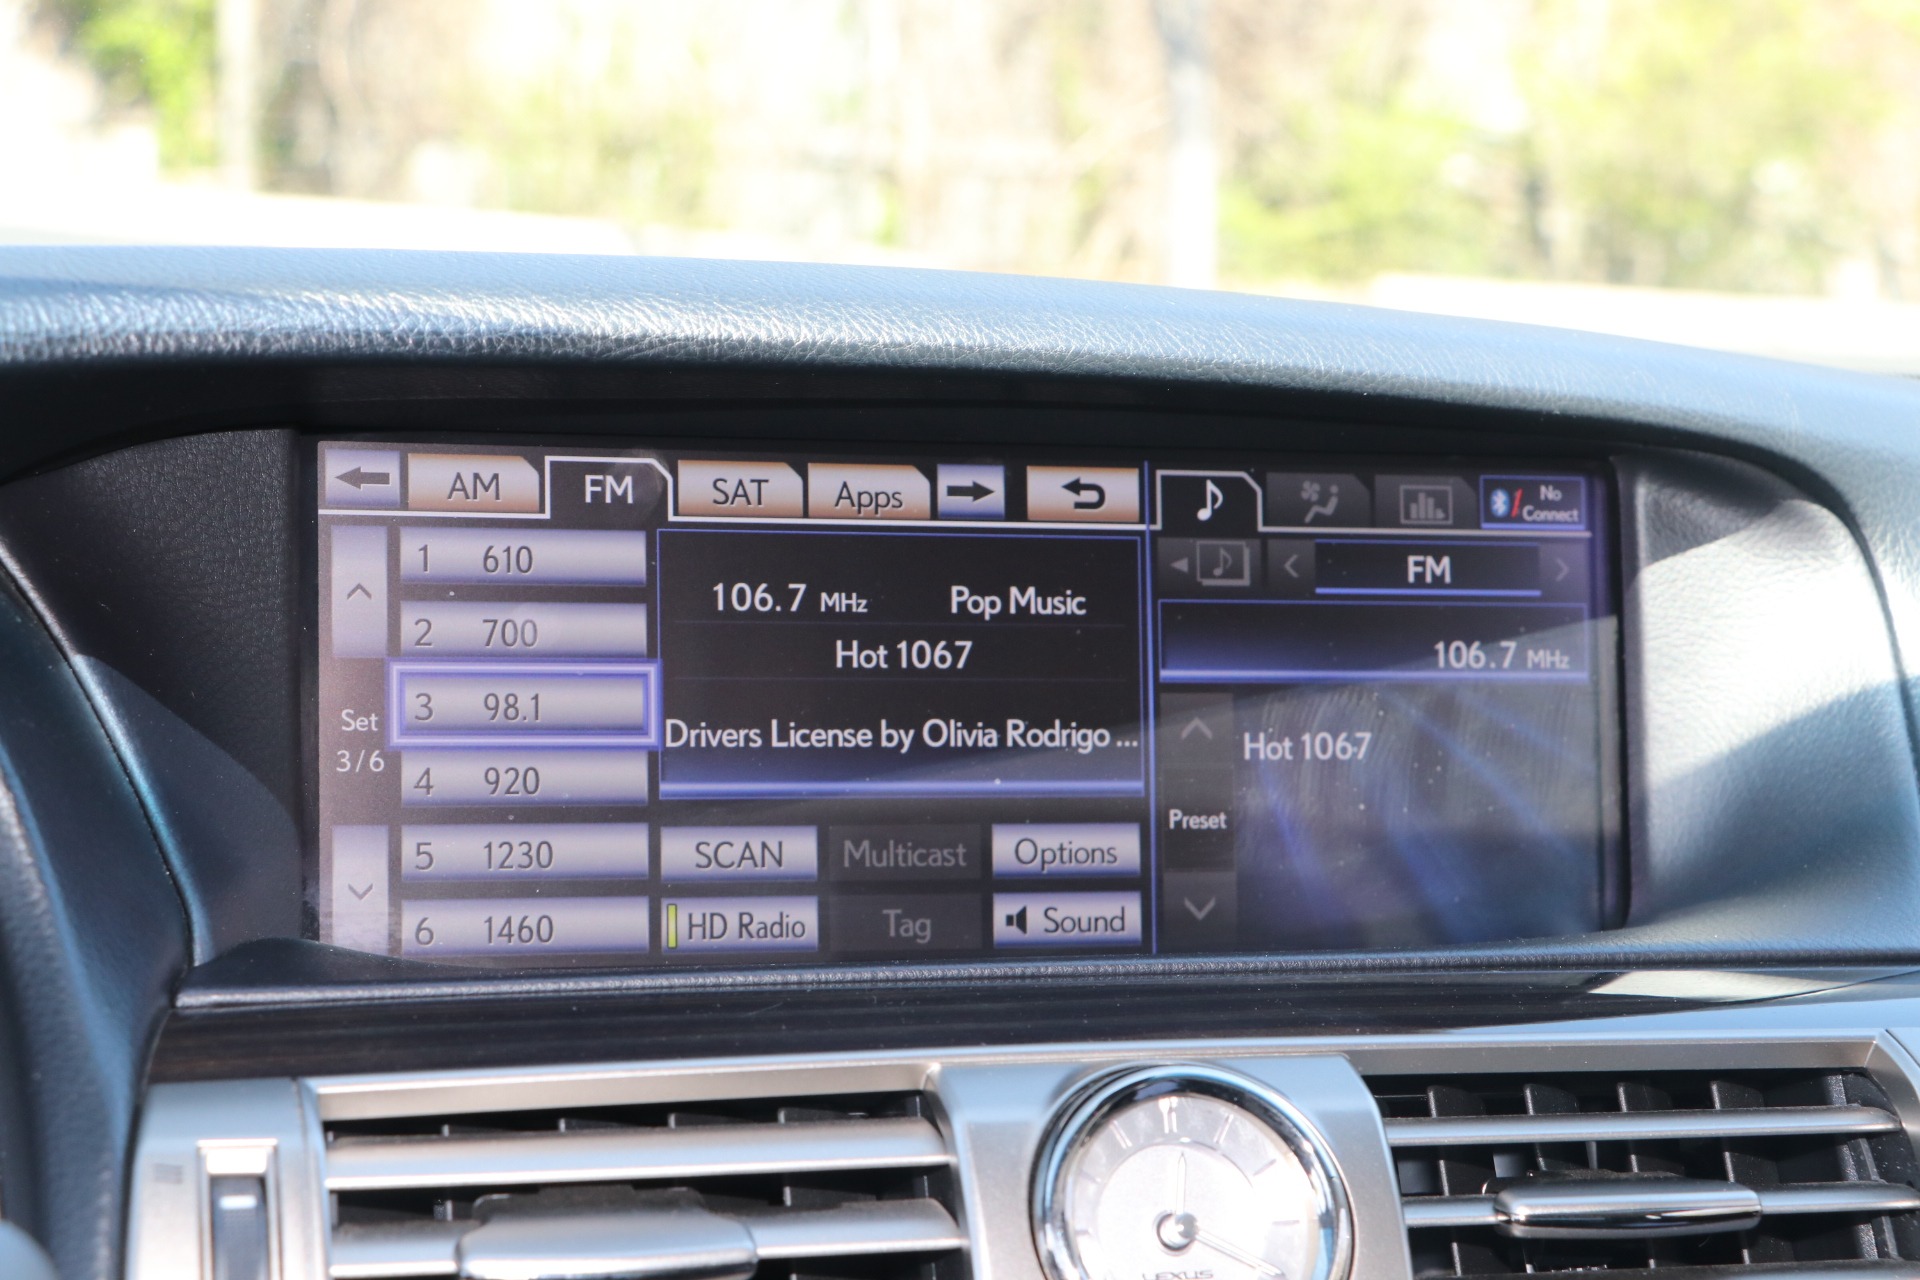 AM FM SAT Apps
No
Connect
1 610
2 700
3 98.1
4 920
5 1230
6 1460
Set
3/6
106.7 MHz Pop Music
Hot 1067
Drivers License by Olivia Rodrigo ...
SCAN Multicast Options
HD Radio Tag Sound
FM
106.7 MHz
Hot 1067
Preset
LEXUS